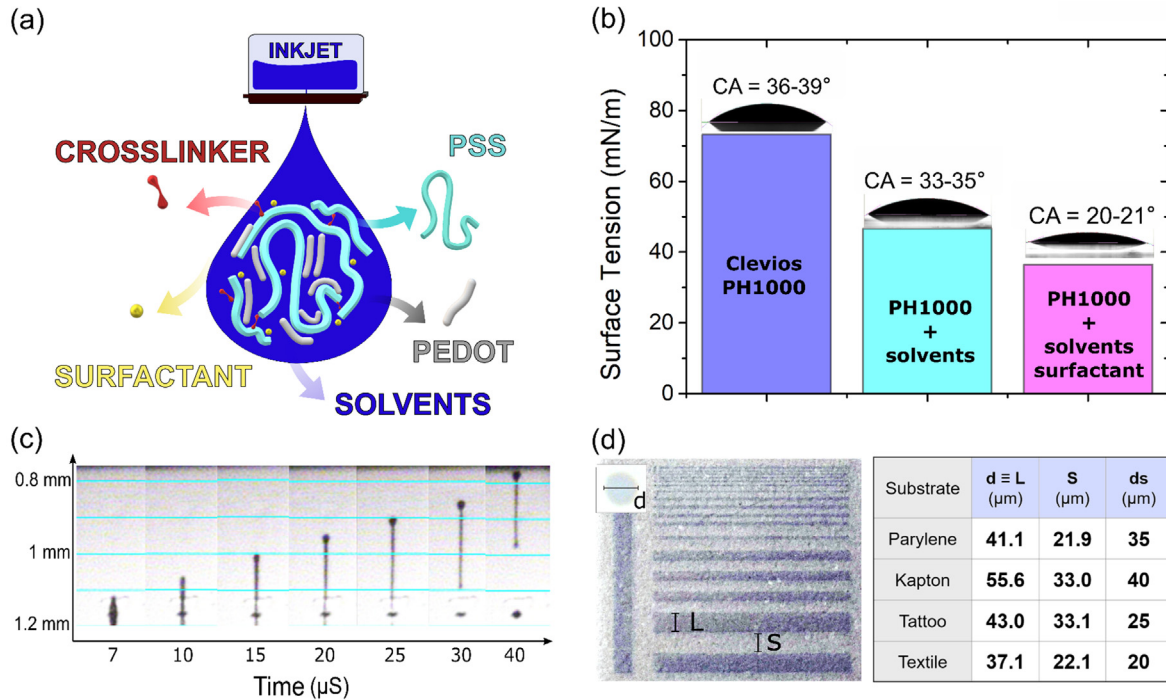 (a)
INKJET
CROSSLINKER
PSS
SURFACTANT
PEDOT
SOLVENTS
(b)
Surface Tension (mN/m)
100
80
60
40
20
0
CA = 36-39°
CA = 33-35°
CA = 20-21°
Clevios
PH1000
PH1000
+
solvents
PH1000
+
solvents
surfactant
(c)
0.8 mm
1 mm
1.2 mm
7 10 15 20 25 30 40
Time (µS)
(d)
d
L
S
Substrate d ≡ L (µm) S (µm) ds (µm)
Parylene 41.1 21.9 35
Kapton 55.6 33.0 40
Tattoo 43.0 33.1 25
Textile 37.1 22.1 20